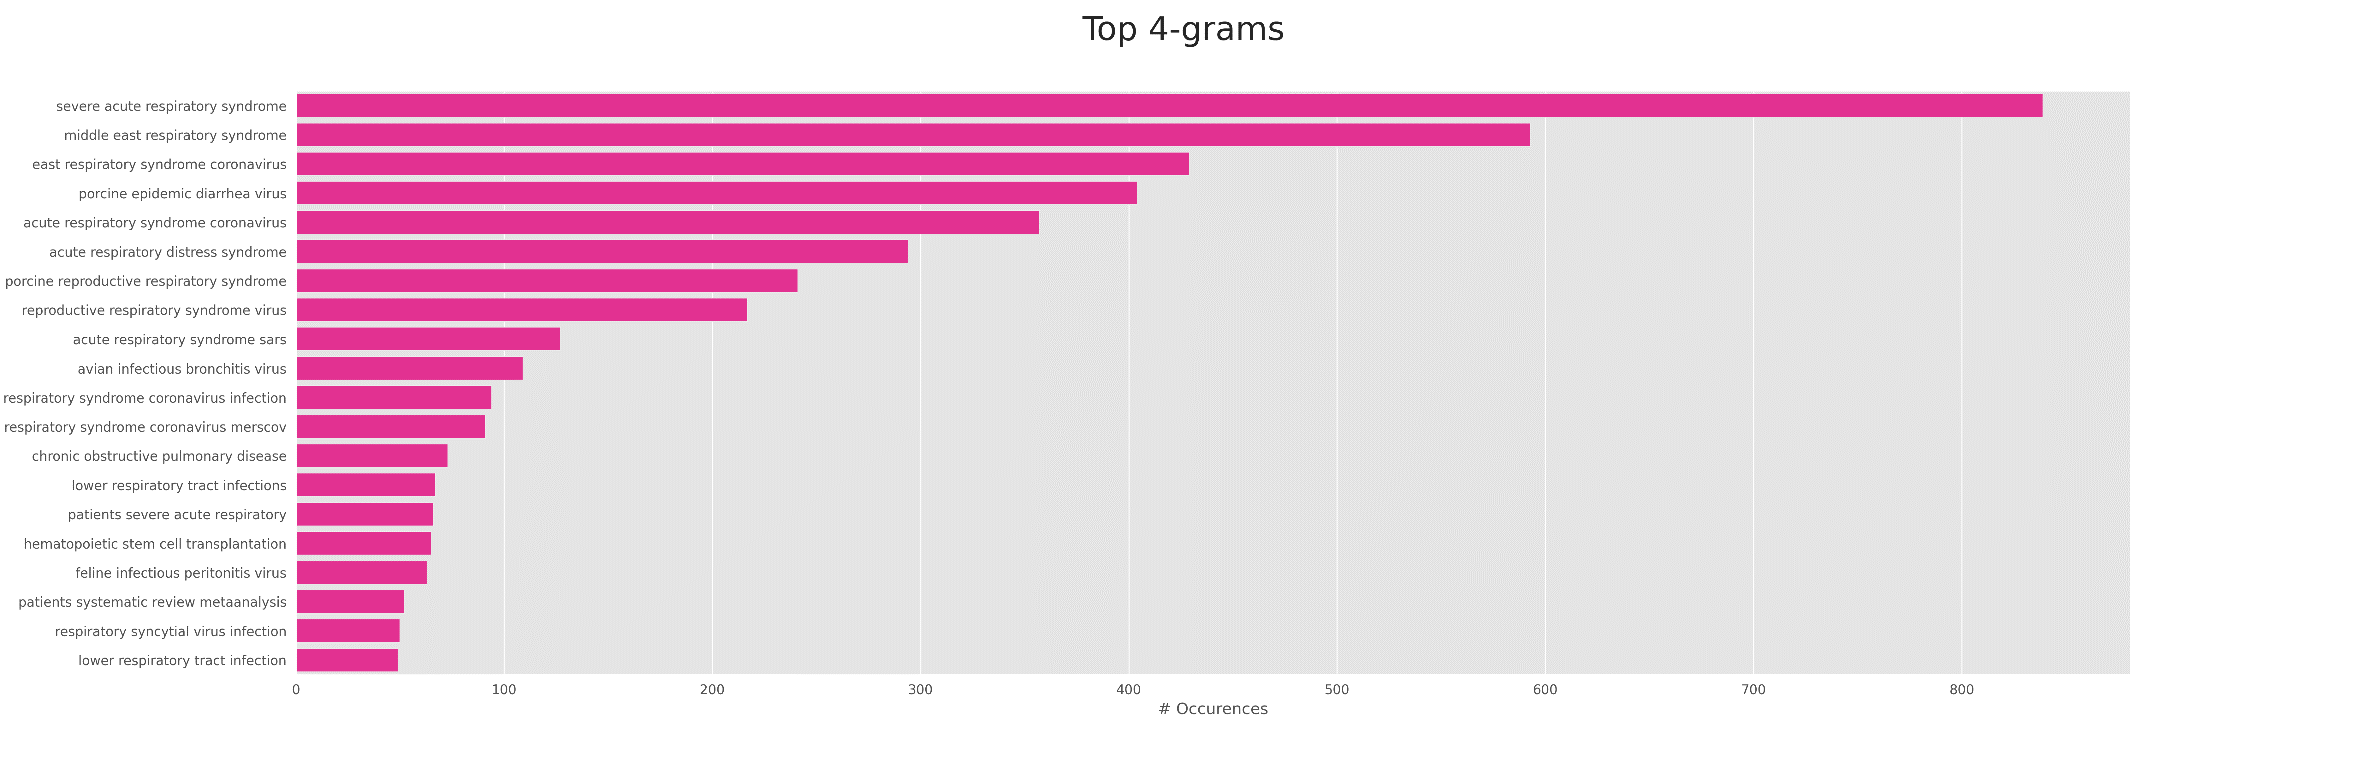 Top 4-grams
severe acute respiratory syndrome
middle east respiratory syndrome
east respiratory syndrome coronavirus
porcine epidemic diarrhea virus
acute respiratory syndrome coronavirus
acute respiratory distress syndrome
porcine reproductive respiratory syndrome
reproductive respiratory syndrome virus
acute respiratory syndrome sars
avian infectious bronchitis virus
respiratory syndrome coronavirus infection
respiratory syndrome coronavirus merscov
chronic obstructive pulmonary disease
lower respiratory tract infections
patients severe acute respiratory
hematopoietic stem cell transplantation
feline infectious peritonitis virus
patients systematic review metaanalysis
respiratory syncytial virus infection
lower respiratory tract infection
0 100 200 300 400 500 600 700 800
# Occurences